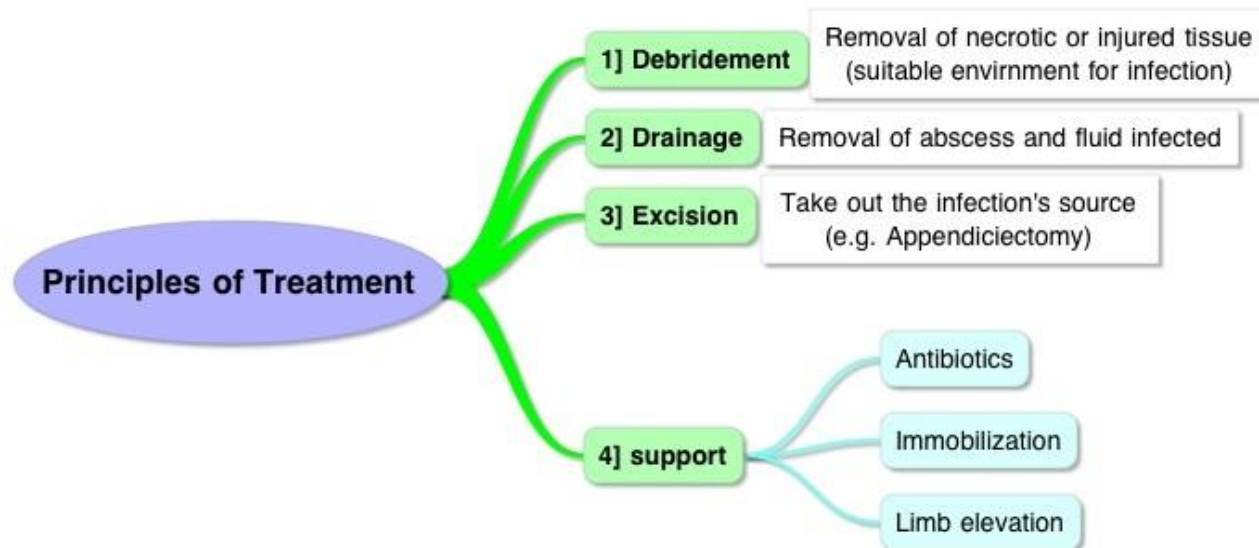 Principles of Treatment
1] Debridement
Removal of necrotic or injured tissue
(suitable envirnment for infection)
2] Drainage
Removal of abscess and fluid infected
3] Excision
Take out the infection's source
(e.g. Appendiciectomy)
4] support
Antibiotics
Immobilization
Limb elevation